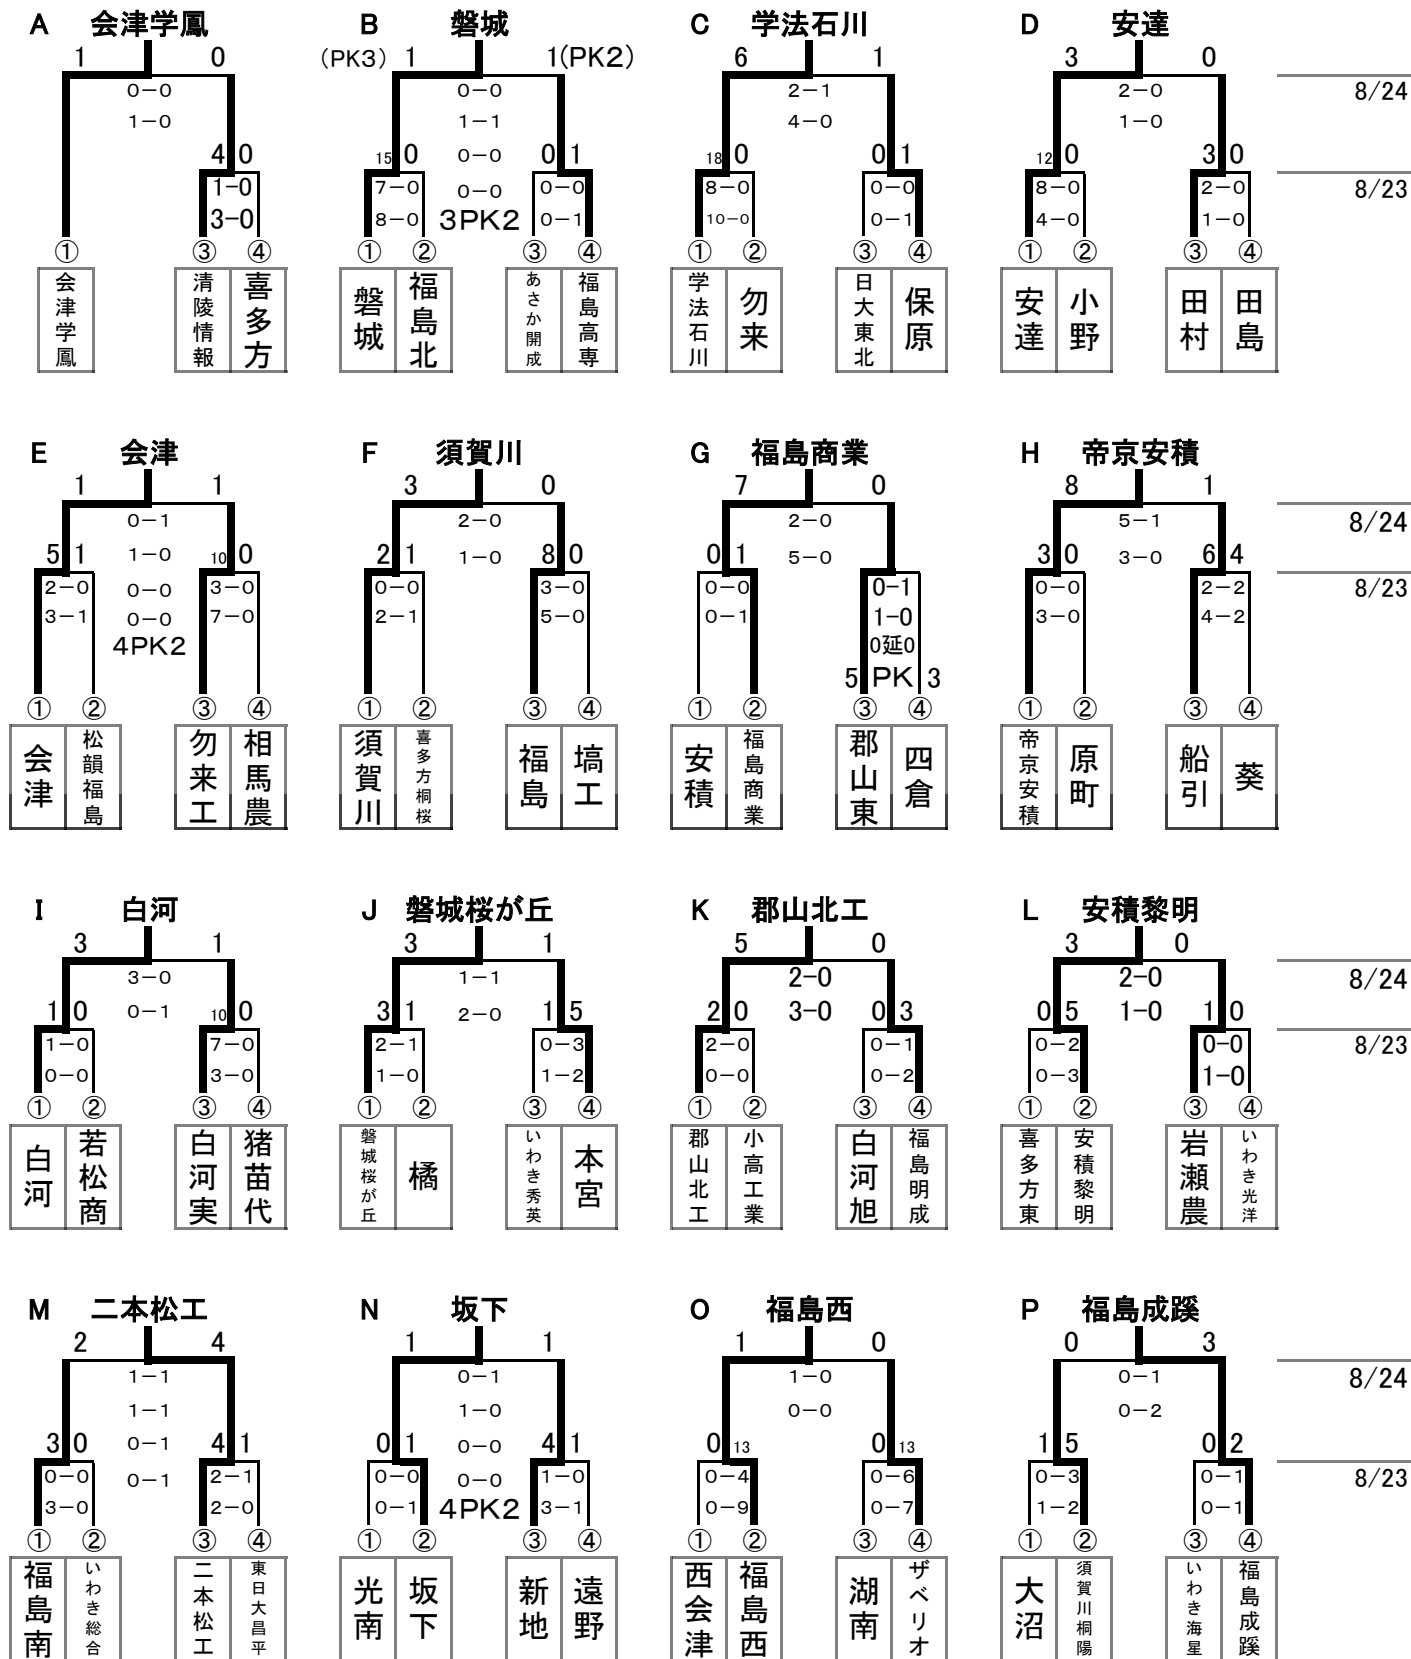 A 会津学鳳 B 磐城 C 学法石川 D 安達
1 0 (PK3) 1 1(PK2) 6 1 3 0
0-0 0-0 2-1 2-0 8/24
1-0 1-1 4-0 1-0
4 0 15 0 0-0 0 1 18 0 0 1 12 0 3 0
1-0 7-0 0-0 0-0 8-0 0-0 8-0 2-0 8/23
3-0 8-0 3PK2 0-1 10-0 0-1 4-0 1-0
① ③ ④ ① ② ③ ④ ① ② ③ ④ ① ② ③ ④
会津学鳳 清陵情報 喜多方 磐城 福島北 あさか開成 福島高専 学法石川 勿来 日大東北 保原 安達 小野 田村 田島
E 会津 F 須賀川 G 福島商業 H 帝京安積
1 1 3 0 7 0 8 1
0-1 2-0 2-0 5-1 8/24
5 1 1-0 10 0 2 1 1-0 8 0 0 1 5-0 3 0 3-0 6 4
2-0 0-0 3-0 0-0 3-0 0-0 0-1 0-0 2-2 8/23
3-1 0-0 7-0 2-1 5-0 0-1 1-0 3-0 4-2
4PK2 0延0
5 PK 3
① ② ③ ④ ① ② ③ ④ ① ② ③ ④ ① ② ③ ④
会津 松韻福島 勿来工 相馬農 須賀川 喜多方桐桜 福島 塙工 安積 福島商業 郡山東 四倉 帝京安積 原町 船引 葵
I 白河 J 磐城桜が丘 K 郡山北工 L 安積黎明
3 1 3 1 5 0 3 0
3-0 1-1 2-0 2-0 8/24
1 0 0-1 10 0 3 1 2-0 1 5 2 0 3-0 0 3 0 5 1-0 1 0
1-0 7-0 2-1 0-3 2-0 0-1 0-2 0-0 8/23
0-0 3-0 1-0 1-2 0-0 0-2 0-3 1-0
① ② ③ ④ ① ② ③ ④ ① ② ③ ④ ① ② ③ ④
白河 若松商 白河実 猪苗代 磐城桜が丘 橘 いわき秀英 本宮 郡山北工 小高工業 白河旭 福島明成 喜多方東 安積黎明 岩瀬農 いわき光洋
M 二本松工 N 坂下 O 福島西 P 福島成蹊
2 4 1 1 1 0 0 3
1-1 0-1 1-0 0-1 8/24
1-1 1-0 0-0 0-2
3 0 0-1 4 1 0 1 0-0 4 1 0 13 0 13 1 5 0 2
0-0 0-1 2-1 0-0 0-0 1-0 0-4 0-6 0-3 0-1 8/23
3-0 2-0 0-1 4PK2 3-1 0-9 0-7 1-2 0-1
① ② ③ ④ ① ② ③ ④ ① ② ③ ④ ① ② ③ ④
福島南 いわき総合 二本松工 東日大昌平 光南 坂下 新地 遠野 西会津 福島西 湖南 ザベリオ 大沼 須賀川桐陽 いわき海星 福島成蹊